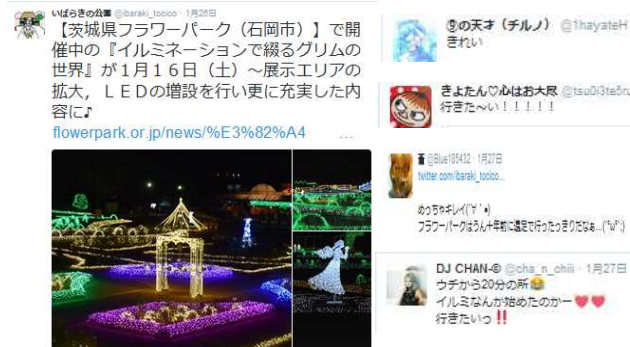 いばらきの公園 @ibaraki_tocico · 1月26日
【茨城県フラワーパーク（石岡市）】で開
催中の『イルミネーションで綴るグリムの
世界』が１月１６日（土）～展示エリアの
拡大，ＬＥＤの増設を行い更に充実した内
容に♪
flowerpark.or.jp/news/%E3%82%A4 ...
⑨の天才（チルノ） @1hayateH
きれい
きよたん♡心はお天気 @tsu0i3te5ru
行きた～い！！！！！
@Blue185432 · 1月27日
twitter.com/ibaraki_tocico...
めっちゃキレイ(´∀｀●)
フラワーパークはうん十年前に遠足で行ったっきりだなぁ...(°ω°;)
DJ CHAN-© @cha_n_chiii · 1月27日
ウチから20分の所😂
イルミなんか始めたのかー❤❤
行きたいっ‼